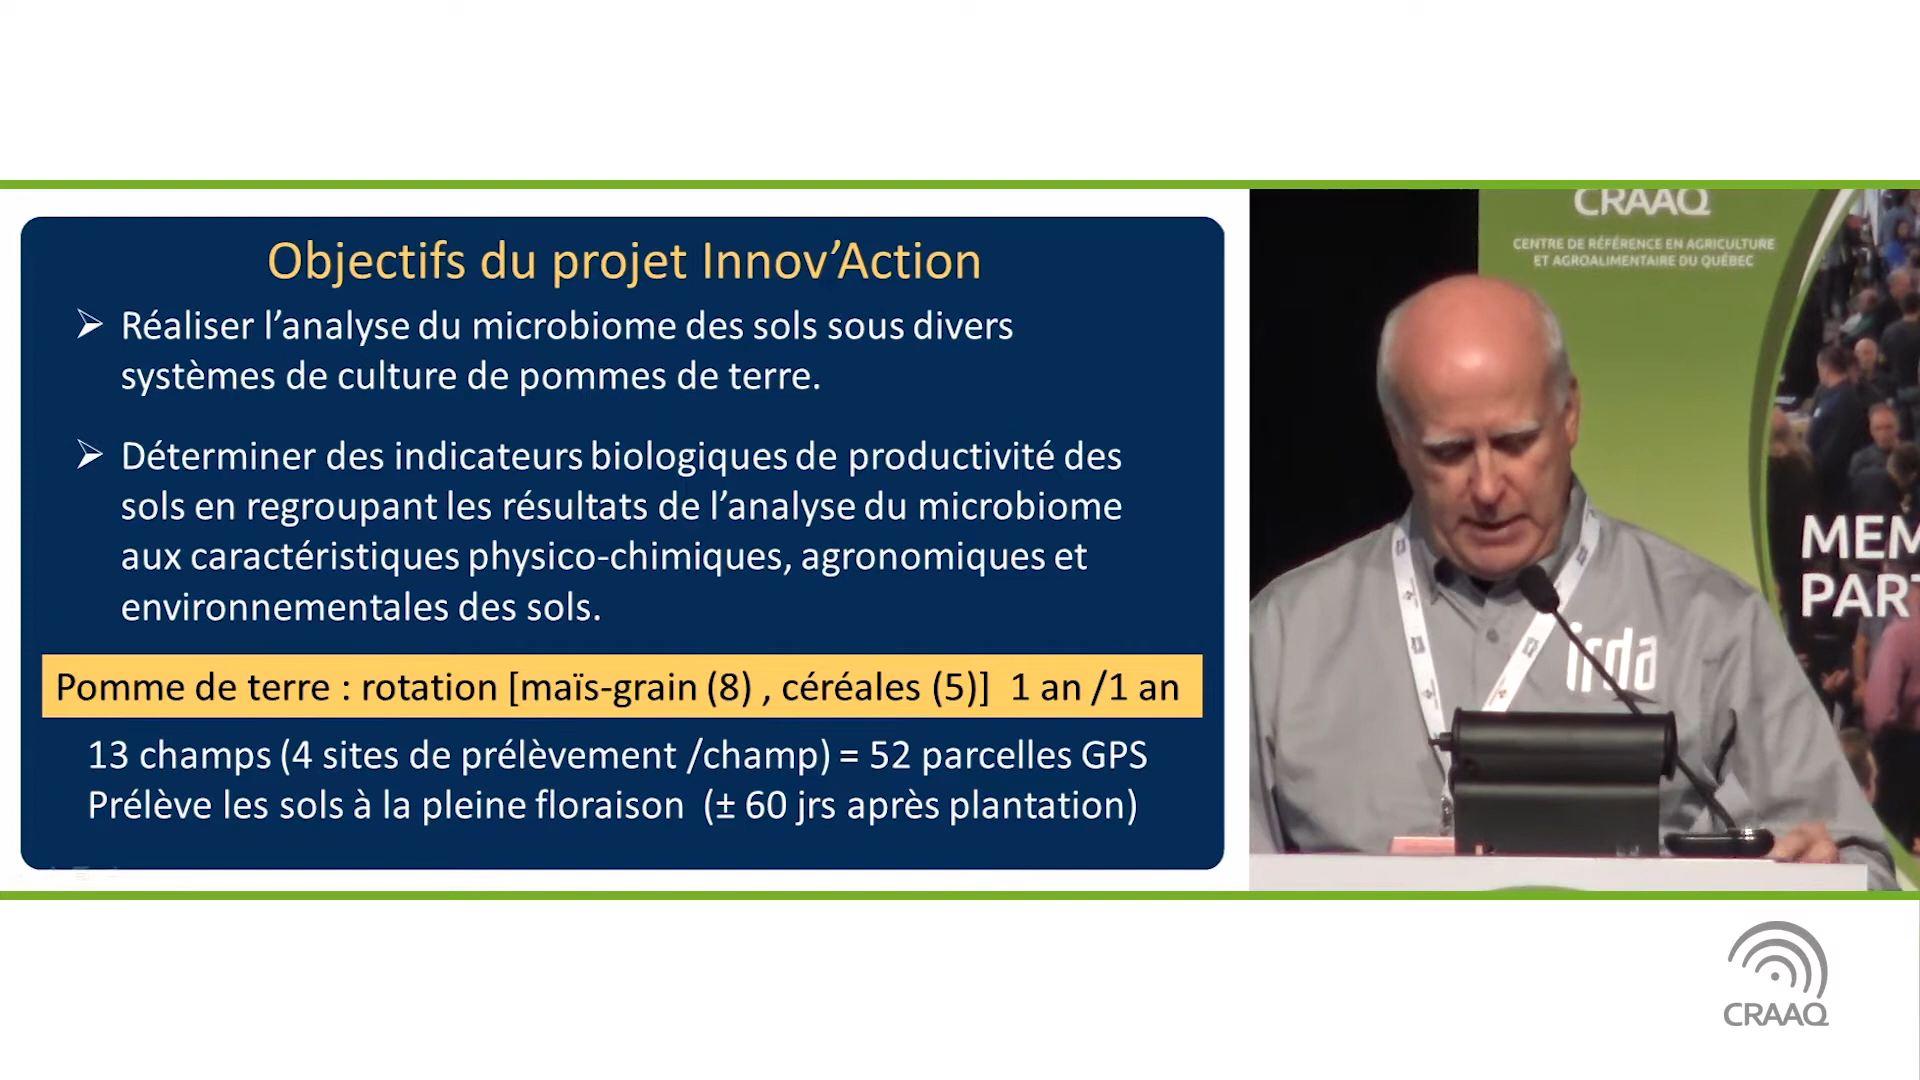 Objectifs du projet Innov’Action
➢ Réaliser l’analyse du microbiome des sols sous divers
systèmes de culture de pommes de terre.
➢ Déterminer des indicateurs biologiques de productivité des
sols en regroupant les résultats de l’analyse du microbiome
aux caractéristiques physico-chimiques, agronomiques et
environnementales des sols.
Pomme de terre : rotation [maïs-grain (8) , céréales (5)] 1 an /1 an
13 champs (4 sites de prélèvement /champ) = 52 parcelles GPS
Prélève les sols à la pleine floraison (± 60 jrs après plantation)
CRAAQ
CENTRE DE RÉFÉRENCE EN AGRICULTURE
ET AGROALIMENTAIRE DU QUÉBEC
MEM
PAR
irda
CRAAQ